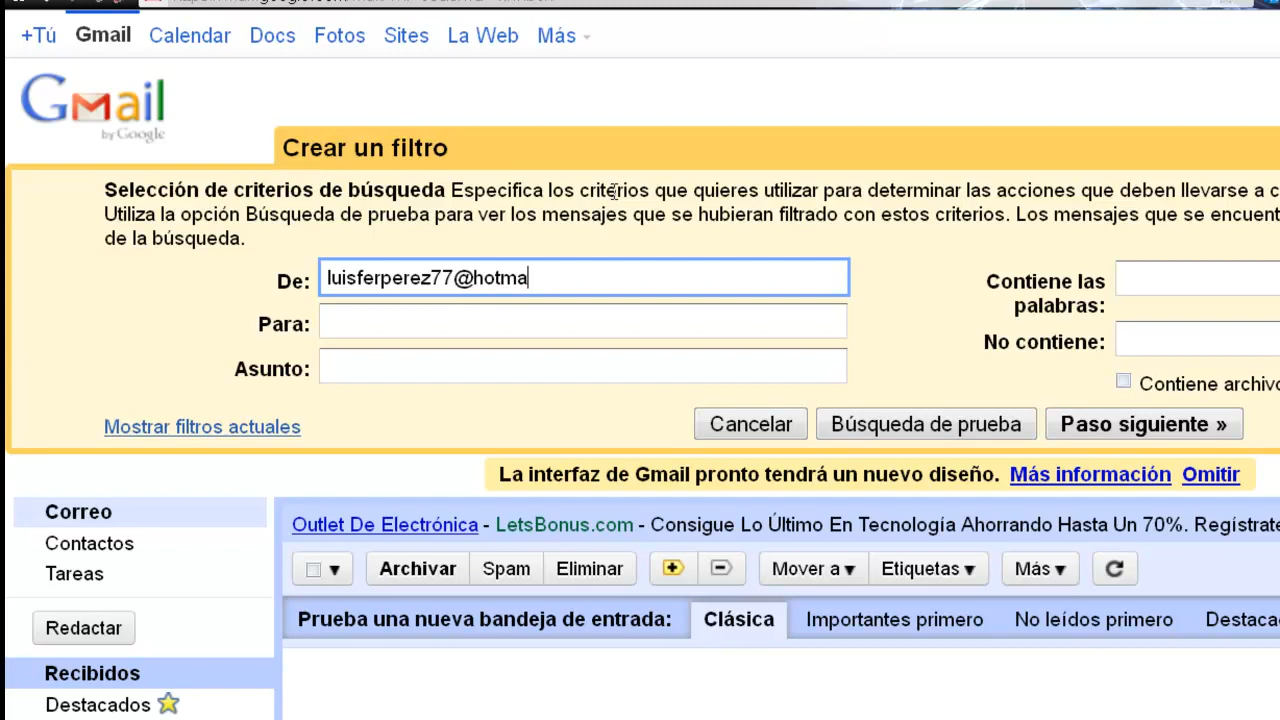 +Tú Gmail Calendar Docs Fotos Sites La Web Más
Gmail
by Google
Crear un filtro
Selección de criterios de búsqueda Especifica los criterios que quieres utilizar para determinar las acciones que deben llevarse a c
Utiliza la opción Búsqueda de prueba para ver los mensajes que se hubieran filtrado con estos criterios. Los mensajes que se encuent
de la búsqueda.
De: luisferperez77@hotma
Contiene las palabras:
Para:
No contiene:
Asunto:
Contiene archivo
Mostrar filtros actuales
Cancelar Búsqueda de prueba Paso siguiente »
La interfaz de Gmail pronto tendrá un nuevo diseño. Más información Omitir
Correo
Contactos
Tareas
Redactar
Recibidos
Destacados
Outlet De Electrónica - LetsBonus.com - Consigue Lo Último En Tecnología Ahorrando Hasta Un 70%. Regístrate
Archivar Spam Eliminar Mover a Etiquetas Más
Prueba una nueva bandeja de entrada: Clásica Importantes primero No leídos primero Destaca